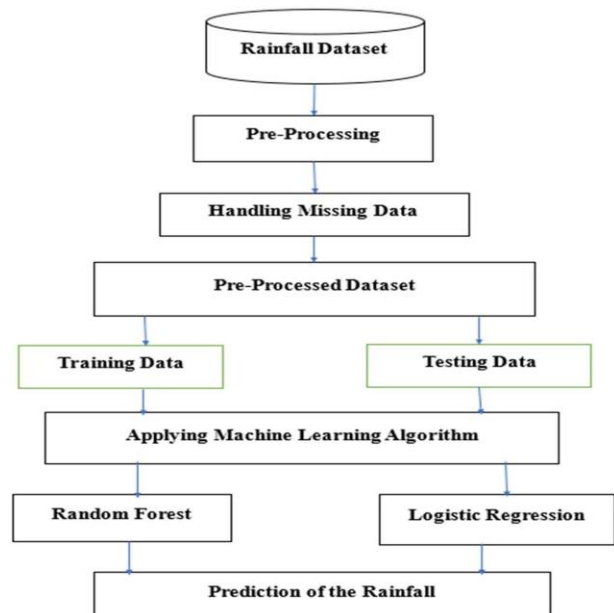 Rainfall Dataset
Pre-Processing
Handling Missing Data
Pre-Processed Dataset
Training Data
Testing Data
Applying Machine Learning Algorithm
Random Forest
Logistic Regression
Prediction of the Rainfall